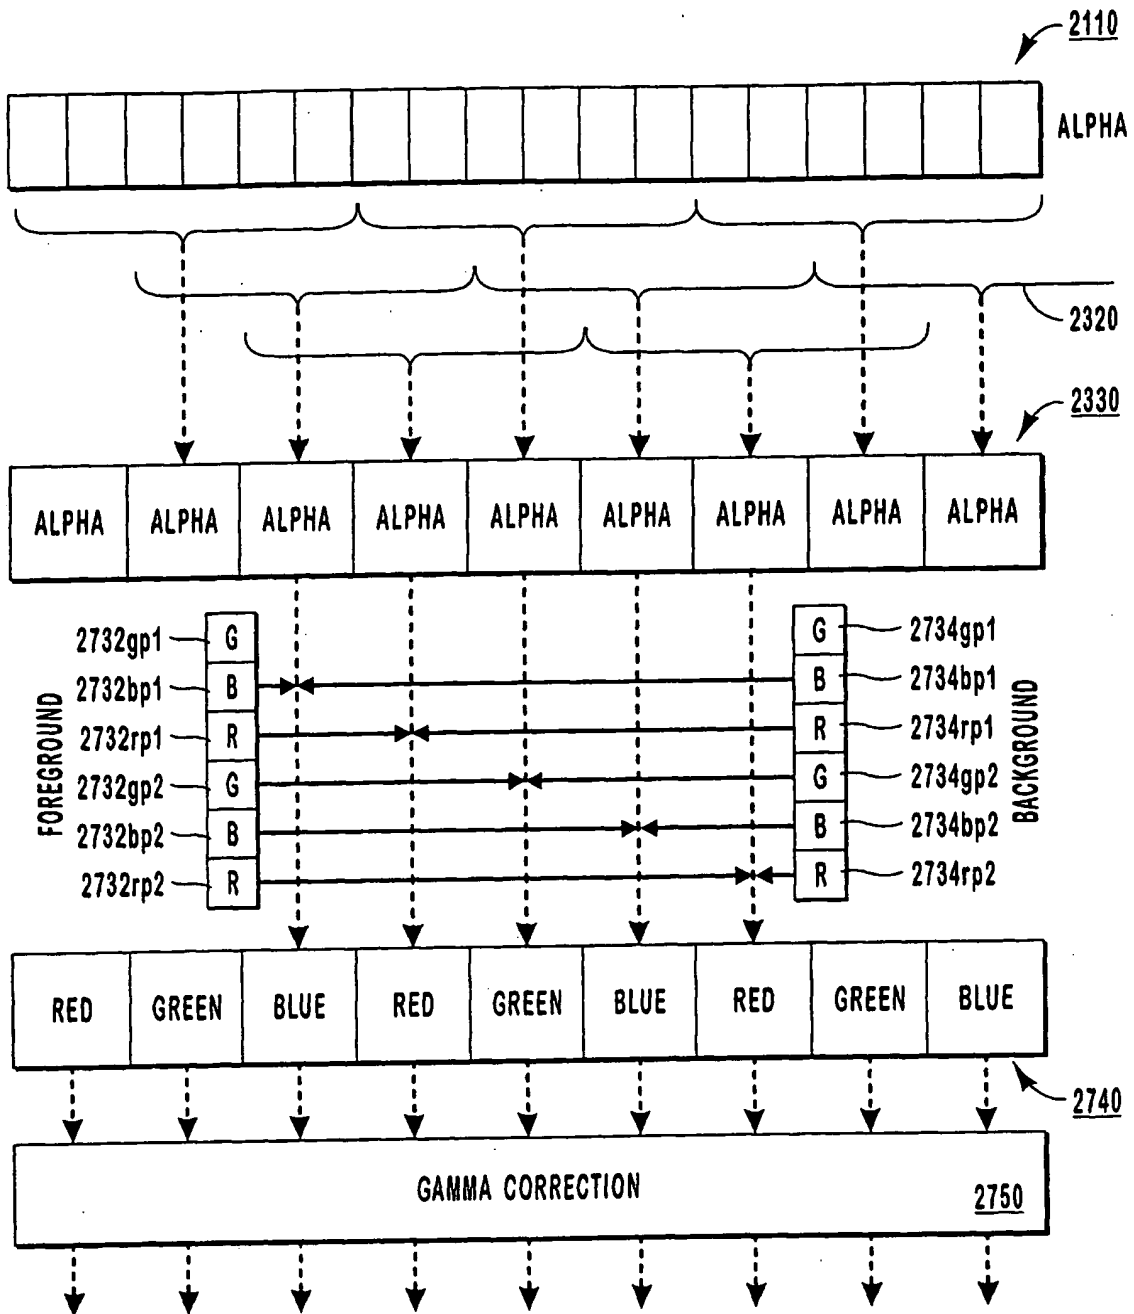 2110
ALPHA
2320
2330
ALPHA ALPHA ALPHA ALPHA ALPHA ALPHA ALPHA ALPHA ALPHA
FOREGROUND
2732gp1 G
2732bp1 B
2732rp1 R
2732gp2 G
2732bp2 B
2732rp2 R
G 2734gp1
B 2734bp1
R 2734rp1
G 2734gp2
B 2734bp2
R 2734rp2
BACKGROUND
RED GREEN BLUE RED GREEN BLUE RED GREEN BLUE
2740
GAMMA CORRECTION 2750